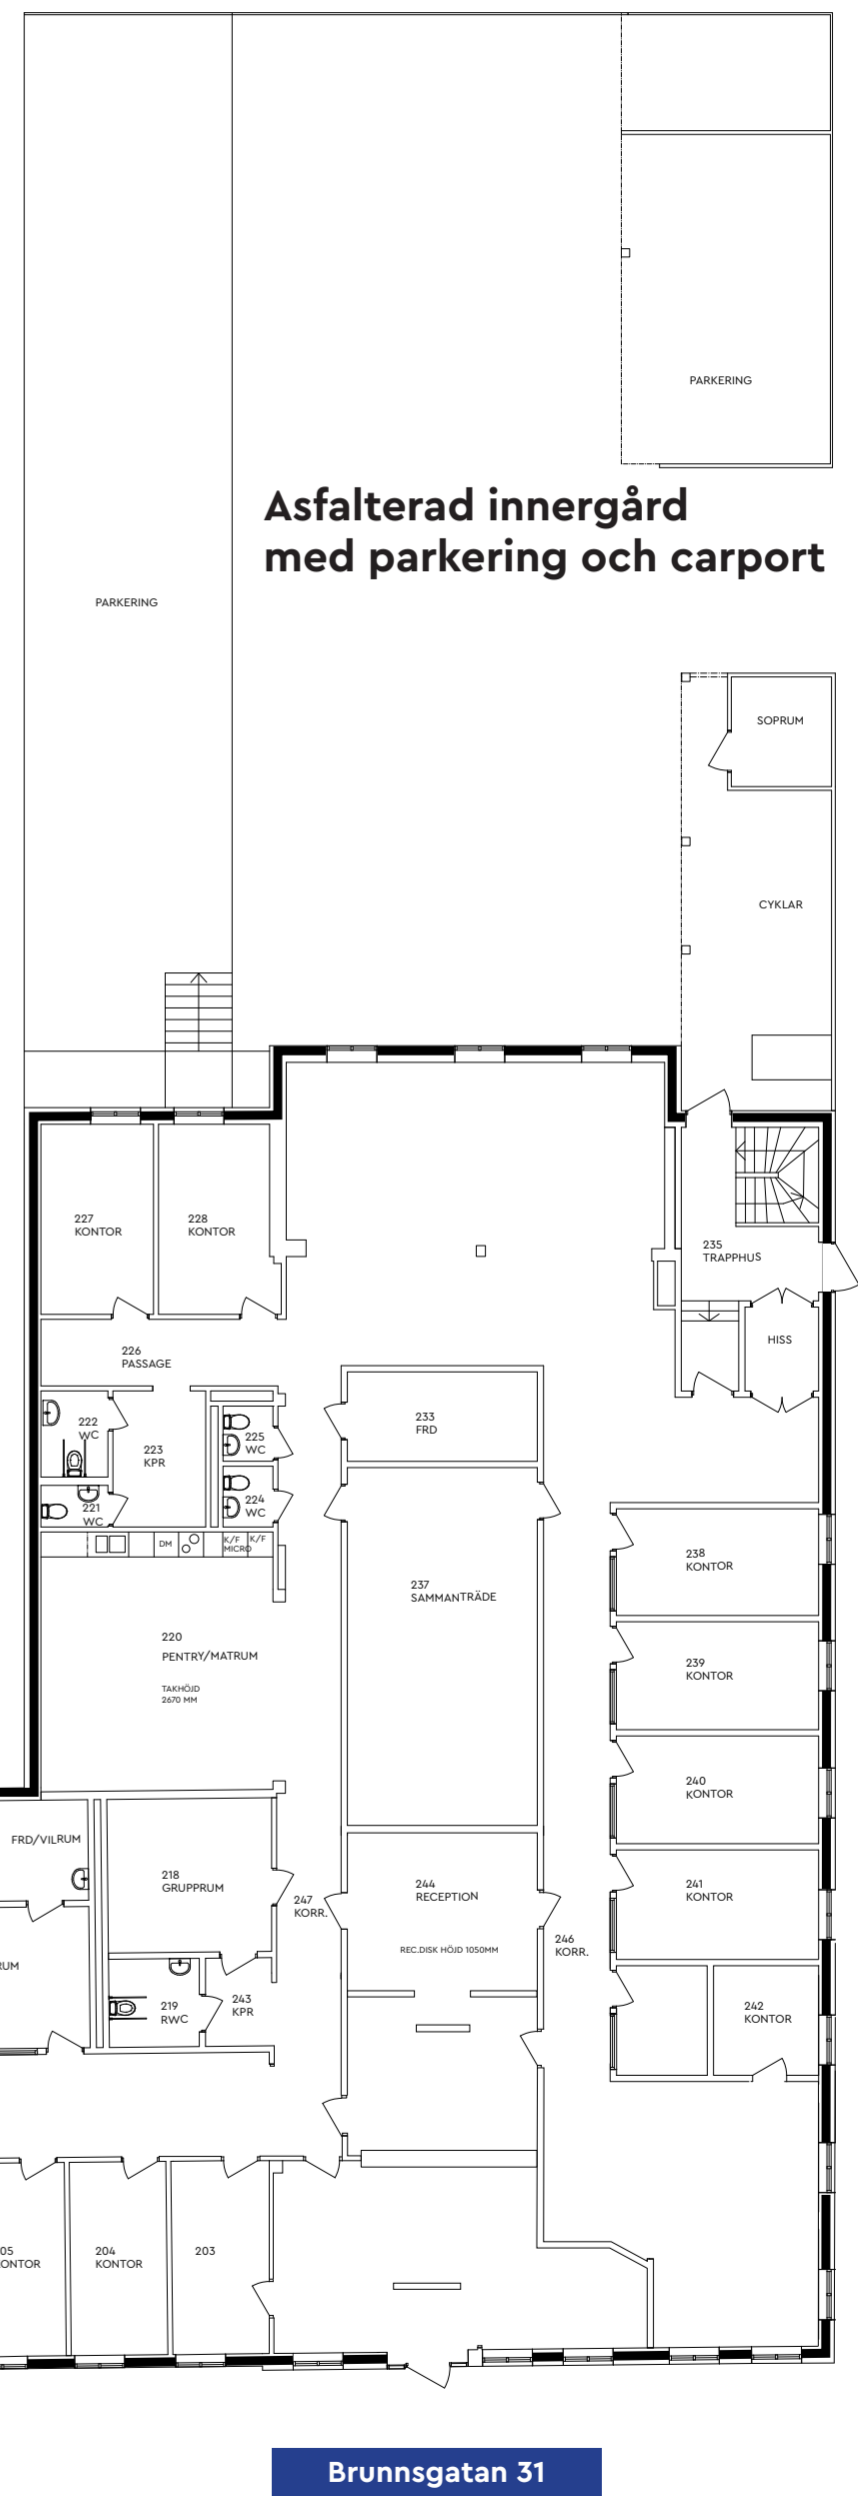 PARKERING
Asfalterad innergård
med parkering och carport
PARKERING
SOPRUM
CYKLAR
227
KONTOR
228
KONTOR
235
TRAPPHUS
226
PASSAGE
HISS
222
WC
223
KPR
225
WC
233
FRD
221
WC
224
WC
DM
K/F
MICRO
K/F
238
KONTOR
237
SAMMANTRÄDE
220
PENTRY/MATRUM
TAKHÖJD
2670 MM
239
KONTOR
240
KONTOR
FRD/VILRUM
218
GRUPPRUM
244
RECEPTION
241
KONTOR
247
KORR.
246
KORR.
REC.DISK HÖJD 1050MM
UM
219
RWC
243
KPR
242
KONTOR
05
ONTOR
204
KONTOR
203
Brunnsgatan 31